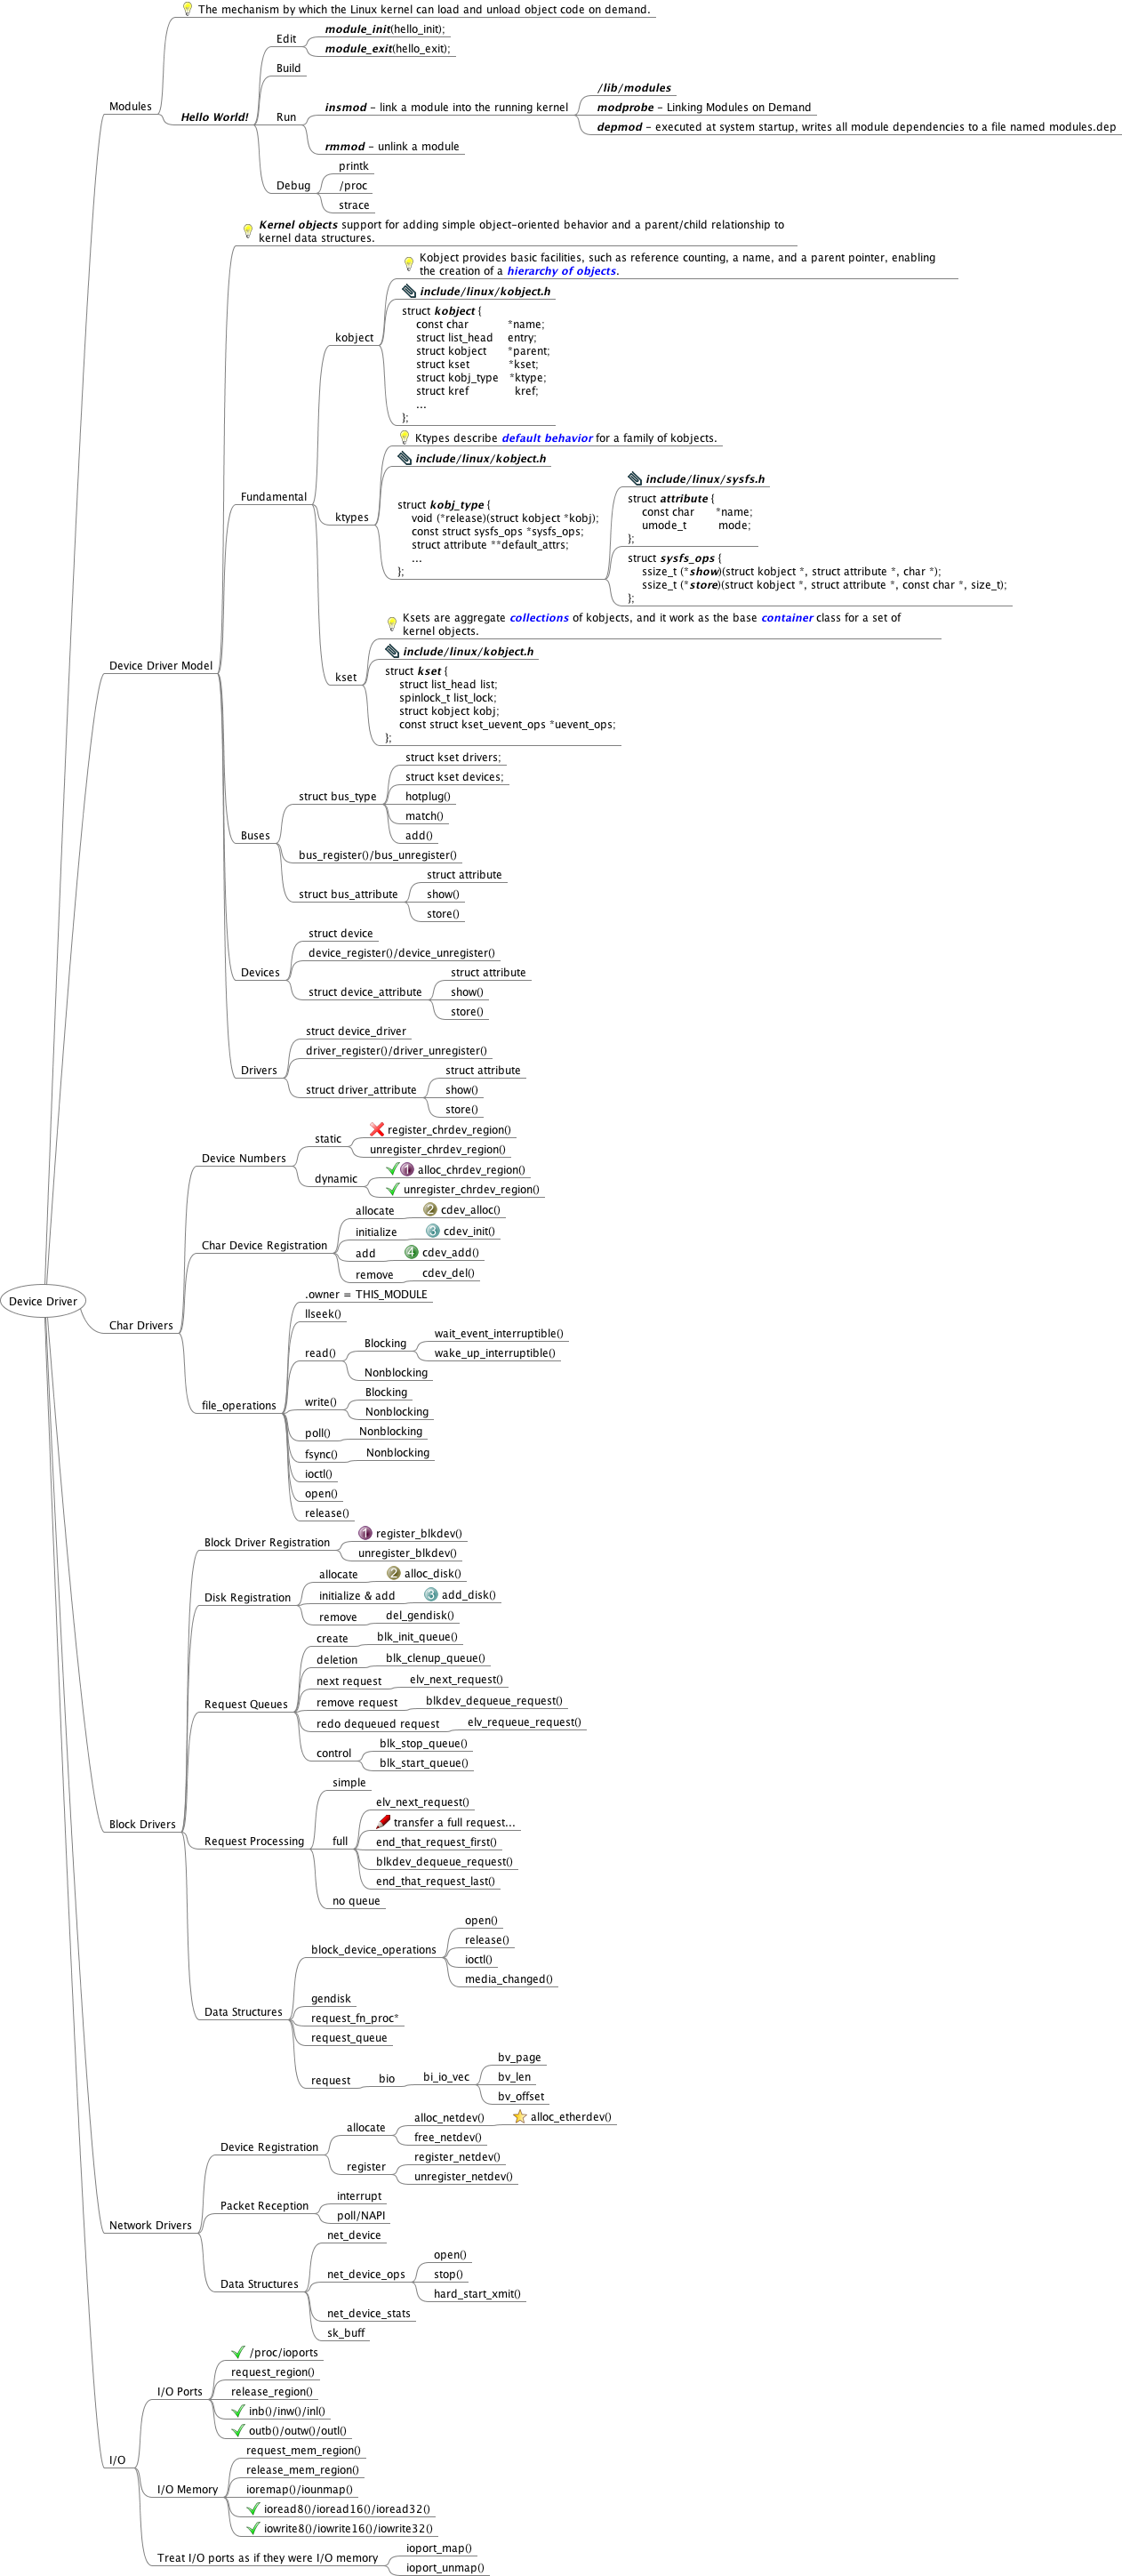 The mechanism by which the Linux kernel can load and unload object code on demand.
module_init(hello_init);
Edit
module_exit(hello_exit);
Build
/lib/modules
Modules
insmod - link a module into the running kernel
modprobe - Linking Modules on Demand
Hello World!
Run
depmod - executed at system startup, writes all module dependencies to a file named modules.dep
rmmod - unlink a module
printk
Debug
/proc
strace
Kernel objects support for adding simple object-oriented behavior and a parent/child relationship to
kernel data structures.
Kobject provides basic facilities, such as reference counting, a name, and a parent pointer, enabling
the creation of a hierarchy of objects.
include/linux/kobject.h
kobject
struct kobject {
const char *name;
struct list_head entry;
struct kobject *parent;
struct kset *kset;
struct kobj_type *ktype;
struct kref kref;
...
};
Ktypes describe default behavior for a family of kobjects.
include/linux/kobject.h
Fundamental
ktypes
struct kobj_type {
void (*release)(struct kobject *kobj);
const struct sysfs_ops *sysfs_ops;
struct attribute **default_attrs;
...
};
include/linux/sysfs.h
struct attribute {
const char *name;
umode_t mode;
};
struct sysfs_ops {
ssize_t (*show)(struct kobject *, struct attribute *, char *);
ssize_t (*store)(struct kobject *, struct attribute *, const char *, size_t);
};
Ksets are aggregate collections of kobjects, and it work as the base container class for a set of
kernel objects.
include/linux/kobject.h
Device Driver Model
kset
struct kset {
struct list_head list;
spinlock_t list_lock;
struct kobject kobj;
const struct kset_uevent_ops *uevent_ops;
};
struct kset drivers;
struct kset devices;
struct bus_type
hotplug()
match()
Buses
add()
bus_register()/bus_unregister()
struct attribute
struct bus_attribute
show()
store()
struct device
device_register()/device_unregister()
Devices
struct attribute
struct device_attribute
show()
store()
struct device_driver
driver_register()/driver_unregister()
Drivers
struct attribute
struct driver_attribute
show()
store()
register_chrdev_region()
static
unregister_chrdev_region()
Device Numbers
1 alloc_chrdev_region()
dynamic
unregister_chrdev_region()
allocate
2 cdev_alloc()
initialize
3 cdev_init()
Char Device Registration
add
4 cdev_add()
remove
cdev_del()
Device Driver
.owner = THIS_MODULE
llseek()
Char Drivers
wait_event_interruptible()
Blocking
read()
wake_up_interruptible()
Nonblocking
Blocking
file_operations
write()
Nonblocking
poll()
Nonblocking
fsync()
Nonblocking
ioctl()
open()
release()
1 register_blkdev()
Block Driver Registration
unregister_blkdev()
allocate
2 alloc_disk()
Disk Registration
initialize & add
3 add_disk()
remove
del_gendisk()
create
blk_init_queue()
deletion
blk_clenup_queue()
next request
elv_next_request()
Request Queues
remove request
blkdev_dequeue_request()
redo dequeued request
elv_requeue_request()
blk_stop_queue()
control
blk_start_queue()
simple
elv_next_request()
Block Drivers
transfer a full request...
Request Processing
full
end_that_request_first()
blkdev_dequeue_request()
end_that_request_last()
no queue
open()
release()
block_device_operations
ioctl()
media_changed()
gendisk
Data Structures
request_fn_proc*
request_queue
bv_page
request
bio
bi_io_vec
bv_len
bv_offset
alloc_netdev()
alloc_etherdev()
allocate
free_netdev()
Device Registration
register_netdev()
register
unregister_netdev()
interrupt
Packet Reception
poll/NAPI
Network Drivers
net_device
open()
net_device_ops
stop()
Data Structures
hard_start_xmit()
net_device_stats
sk_buff
/proc/ioports
request_region()
I/O Ports
release_region()
inb()/inw()/inl()
outb()/outw()/outl()
I/O
request_mem_region()
release_mem_region()
I/O Memory
ioremap()/iounmap()
ioread8()/ioread16()/ioread32()
iowrite8()/iowrite16()/iowrite32()
Treat I/O ports as if they were I/O memory
ioport_map()
ioport_unmap()